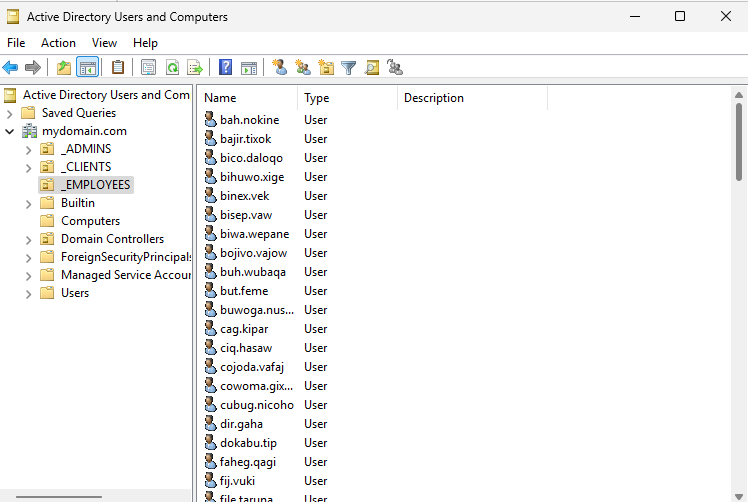 Active Directory Users and Computers
File Action View Help
Active Directory Users and Com
Saved Queries
mydomain.com
_ADMINS
_CLIENTS
_EMPLOYEES
Builtin
Computers
Domain Controllers
ForeignSecurityPrincipals
Managed Service Accour
Users
Name Type Description
bah.nokine User
bajir.tixok User
bico.daloqo User
bihuwo.xige User
binex.vek User
bisep.vaw User
biwa.wepane User
bojivo.vajow User
buh.wubaqa User
but.feme User
buwoga.nus... User
cag.kipar User
ciq.hasaw User
cojoda.vafaj User
cowoma.gix... User
cubug.nicoho User
dir.gaha User
dokabu.tip User
faheg.qagi User
fij.vuki User
file.taruna User